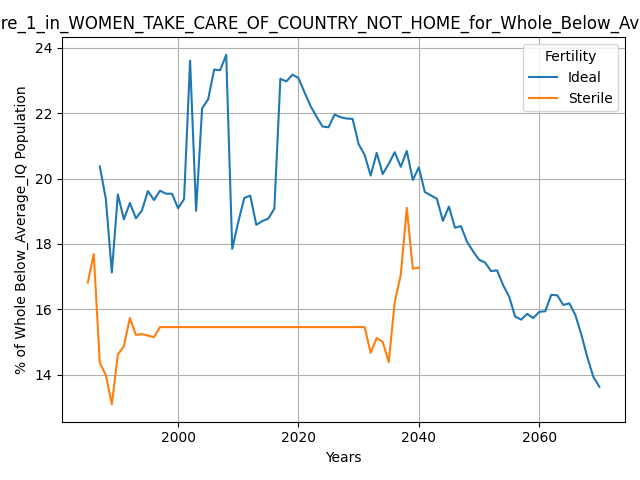 re_1_in_WOMEN_TAKE_CARE_OF_COUNTRY_NOT_HOME_for_Whole_Below_Av
Fertility
Ideal
Sterile
% of Whole Below_Average_IQ Population
24
22
20
18
16
14
2000
2020
2040
2060
Years